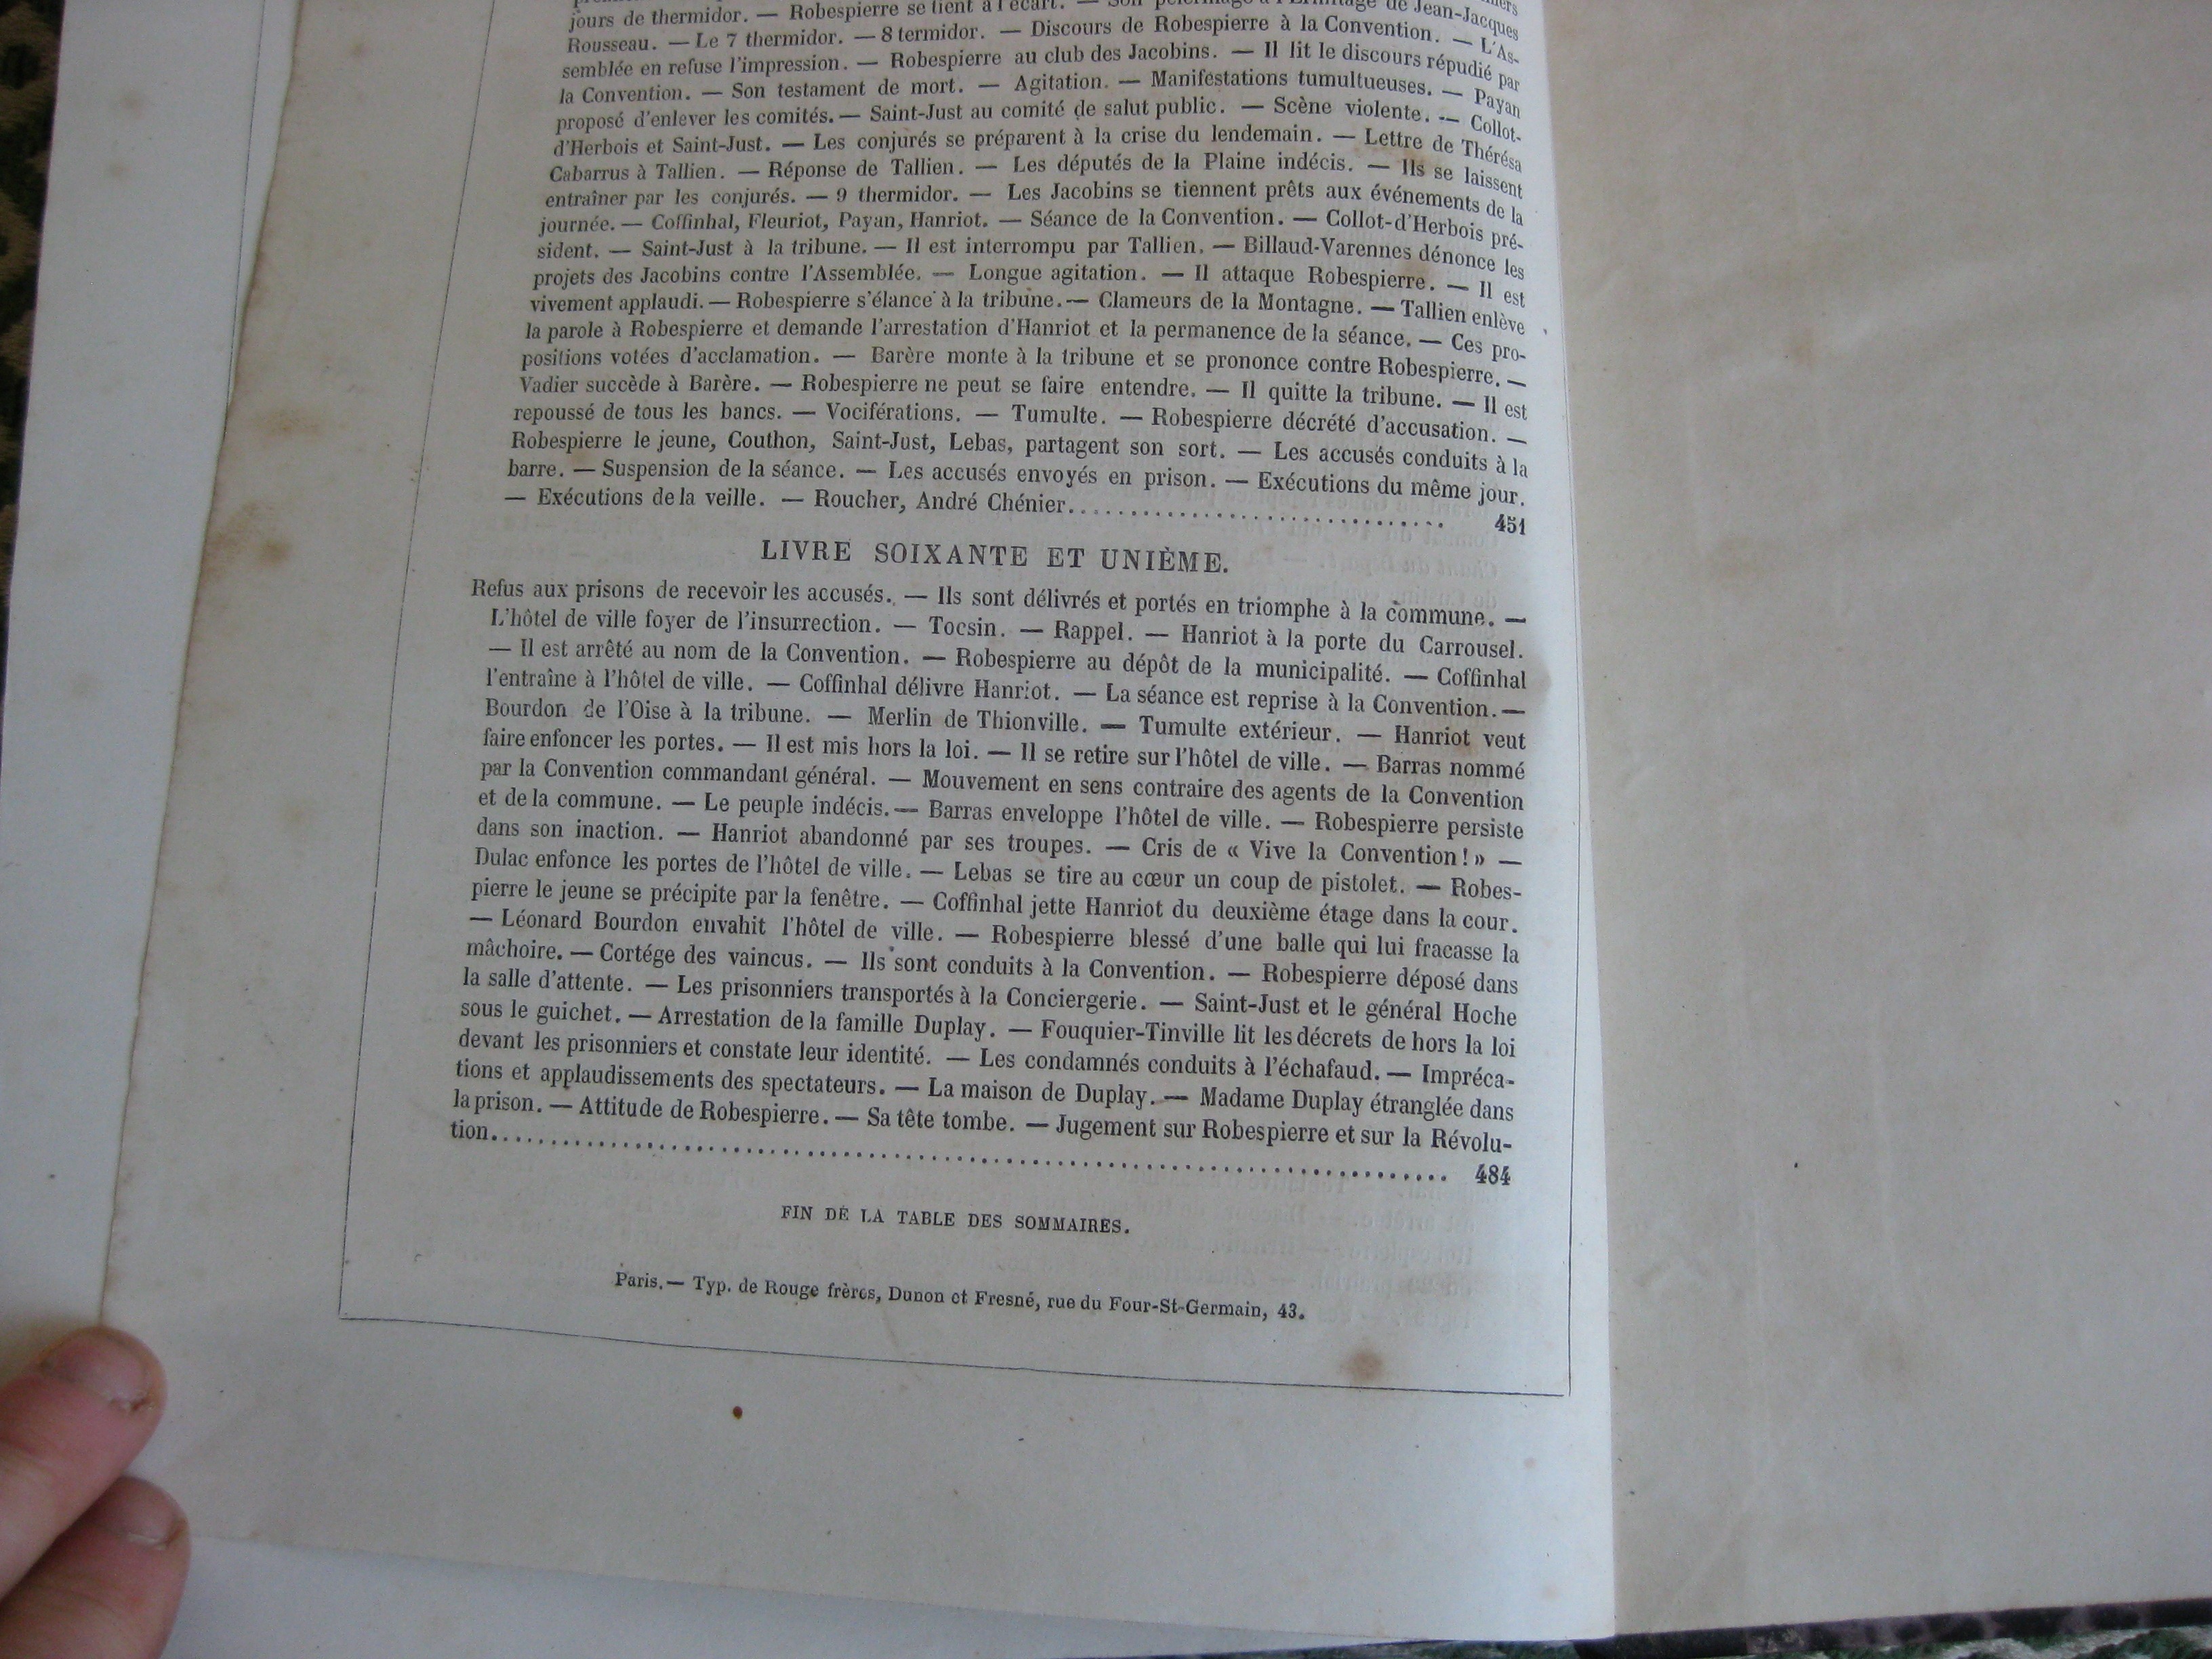 jours de thermidor. — Robespierre se tient à l'écart. — Son pèlerinage à l'Ermitage de Jean-Jacques
Rousseau. — Le 7 thermidor. — 8 termidor. — Discours de Robespierre à la Convention. — L'As-
semblée en refuse l'impression. — Robespierre au club des Jacobins. — Il lit le discours répudié par
la Convention. — Son testament de mort. — Agitation. — Manifestations tumultueuses. — Payan
proposé d'enlever les comités. — Saint-Just au comité de salut public. — Scène violente. — Collot-
d'Herbois et Saint-Just. — Les conjurés se préparent à la crise du lendemain. — Lettre de Thérésa
Cabarrus à Tallien. — Réponse de Tallien. — Les députés de la Plaine indécis. — Ils se laissent
entraîner par les conjurés. — 9 thermidor. — Les Jacobins se tiennent prêts aux événements de la
journée. — Coffinhal, Fleuriot, Payan, Hanriot. — Séance de la Convention. — Collot-d'Herbois pré-
sident. — Saint-Just à la tribune. — Il est interrompu par Tallien. — Billaud-Varennes dénonce les
projets des Jacobins contre l'Assemblée. — Longue agitation. — Il attaque Robespierre. — Il est
vivement applaudi. — Robespierre s'élance à la tribune. — Clameurs de la Montagne. — Tallien enlève
la parole à Robespierre et demande l'arrestation d'Hanriot et la permanence de la séance. — Ces pro-
positions votées d'acclamation. — Barère monte à la tribune et se prononce contre Robespierre. —
Vadier succède à Barère. — Robespierre ne peut se faire entendre. — Il quitte la tribune. — Il est
repoussé de tous les bancs. — Vociférations. — Tumulte. — Robespierre décrété d'accusation. —
Robespierre le jeune, Couthon, Saint-Just, Lebas, partagent son sort. — Les accusés conduits à la
barre. — Suspension de la séance. — Les accusés envoyés en prison. — Exécutions du même jour.
— Exécutions de la veille. — Roucher, André Chénier................................ 451
LIVRE SOIXANTE ET UNIÈME.
Refus aux prisons de recevoir les accusés. — Ils sont délivrés et portés en triomphe à la commune. —
L'hôtel de ville foyer de l'insurrection. — Tocsin. — Rappel. — Hanriot à la porte du Carrousel.
— Il est arrêté au nom de la Convention. — Robespierre au dépôt de la municipalité. — Coffinhal
l'entraîne à l'hôtel de ville. — Coffinhal délivre Hanriot. — La séance est reprise à la Convention. —
Bourdon de l'Oise à la tribune. — Merlin de Thionville. — Tumulte extérieur. — Hanriot veut
faire enfoncer les portes. — Il est mis hors la loi. — Il se retire sur l'hôtel de ville. — Barras nommé
par la Convention commandant général. — Mouvement en sens contraire des agents de la Convention
et de la commune. — Le peuple indécis. — Barras enveloppe l'hôtel de ville. — Robespierre persiste
dans son inaction. — Hanriot abandonné par ses troupes. — Cris de « Vive la Convention! » —
Dulac enfonce les portes de l'hôtel de ville. — Lebas se tire au cœur un coup de pistolet. — Robes-
pierre le jeune se précipite par la fenêtre. — Coffinhal jette Hanriot du deuxième étage dans la cour.
— Léonard Bourdon envahit l'hôtel de ville. — Robespierre blessé d'une balle qui lui fracasse la
mâchoire. — Cortége des vaincus. — Ils sont conduits à la Convention. — Robespierre déposé dans
la salle d'attente. — Les prisonniers transportés à la Conciergerie. — Saint-Just et le général Hoche
sous le guichet. — Arrestation de la famille Duplay. — Fouquier-Tinville lit les décrets de hors la loi
devant les prisonniers et constate leur identité. — Les condamnés conduits à l'échafaud. — Impréca-
tions et applaudissements des spectateurs. — La maison de Duplay. — Madame Duplay étranglée dans
la prison. — Attitude de Robespierre. — Sa tête tombe. — Jugement sur Robespierre et sur la Révolu-
tion................................................................ 484
FIN DE LA TABLE DES SOMMAIRES.
Paris. — Typ. de Rouge frères, Dunon et Fresné, rue du Four-St-Germain, 43.